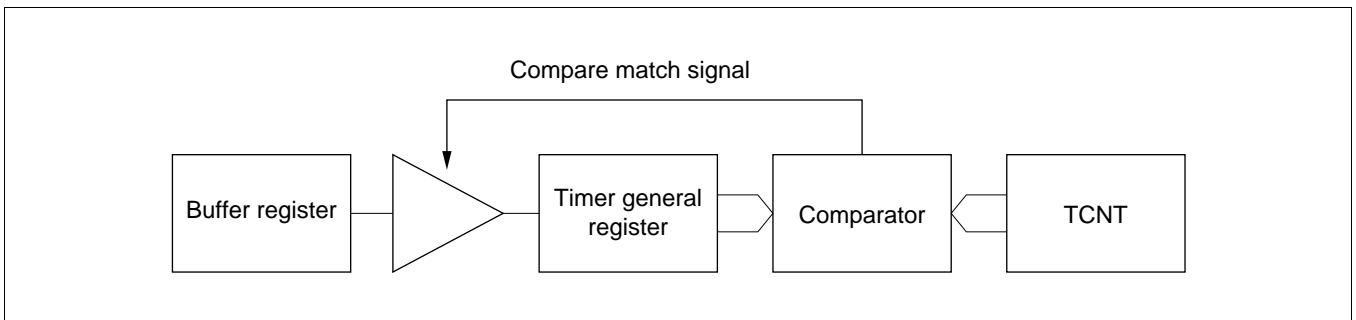 Compare match signal
Buffer register
Timer general
register
Comparator
TCNT